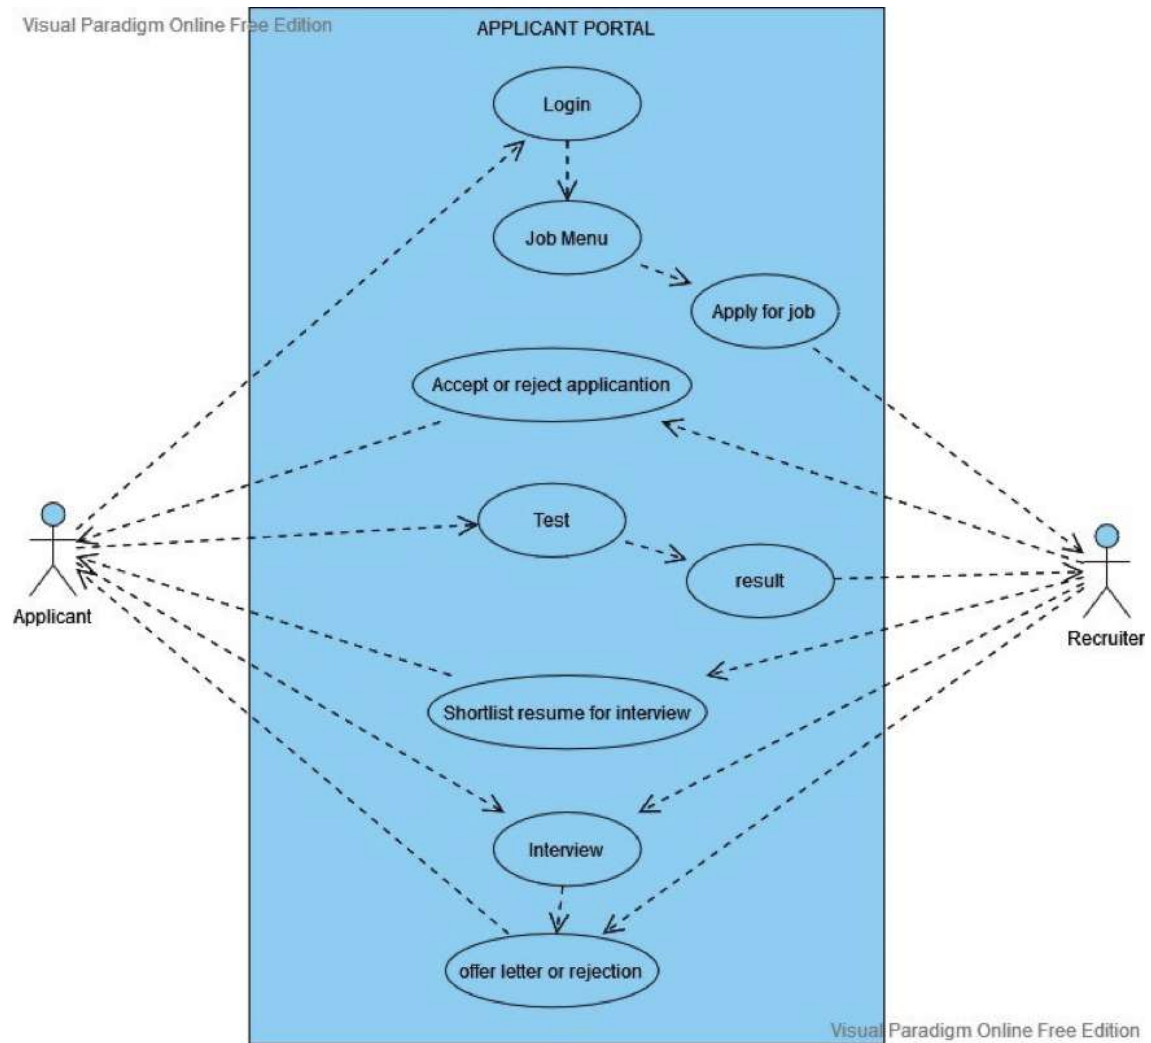 Visual Paradigm Online Free Edition
APPLICANT PORTAL
Login
Job Menu
Apply for job
Accept or reject applicantion
Test
result
Applicant
Recruiter
Shortlist resume for interview
Interview
offer letter or rejection
Visual Paradigm Online Free Edition